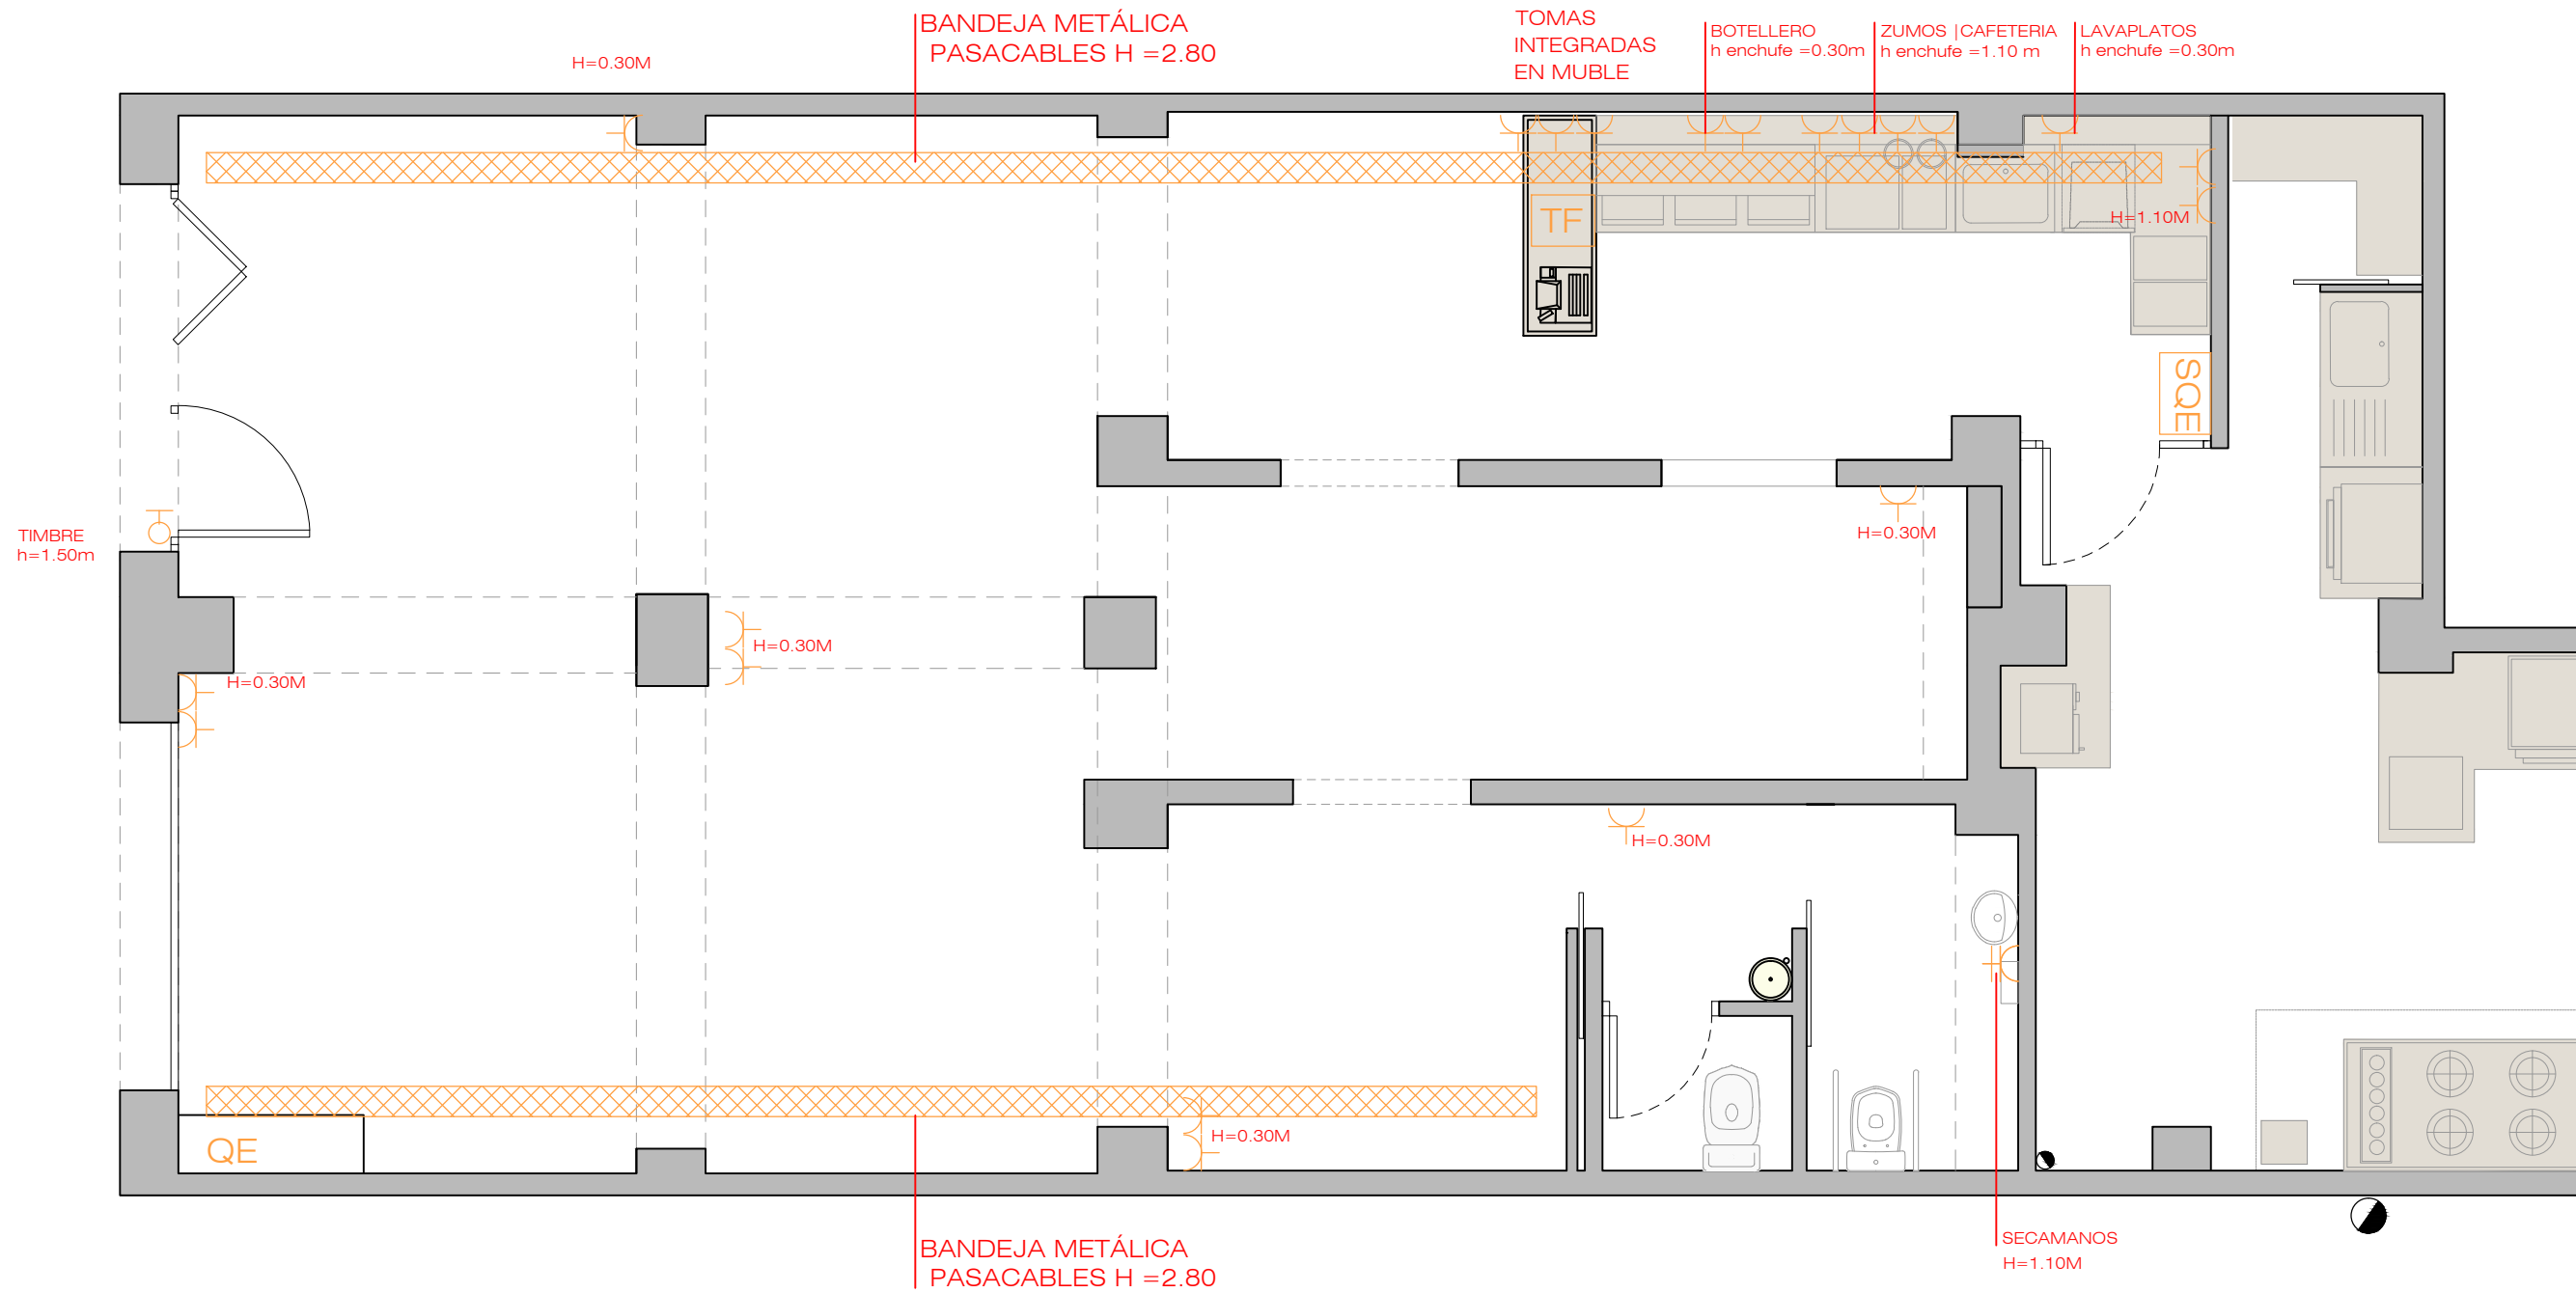 BANDEJA METÁLICA
PASACABLES H =2.80
H=0.30M
TOMAS
INTEGRADAS
EN MUBLE
BOTELLERO
h enchufe =0.30m
ZUMOS |CAFETERIA
h enchufe =1.10 m
LAVAPLATOS
h enchufe =0.30m
TF
H=1.10M
SQE
TIMBRE
h=1.50m
H=0.30M
H=0.30M
H=0.30M
H=0.30M
QE
H=0.30M
BANDEJA METÁLICA
PASACABLES H =2.80
SECAMANOS
H=1.10M